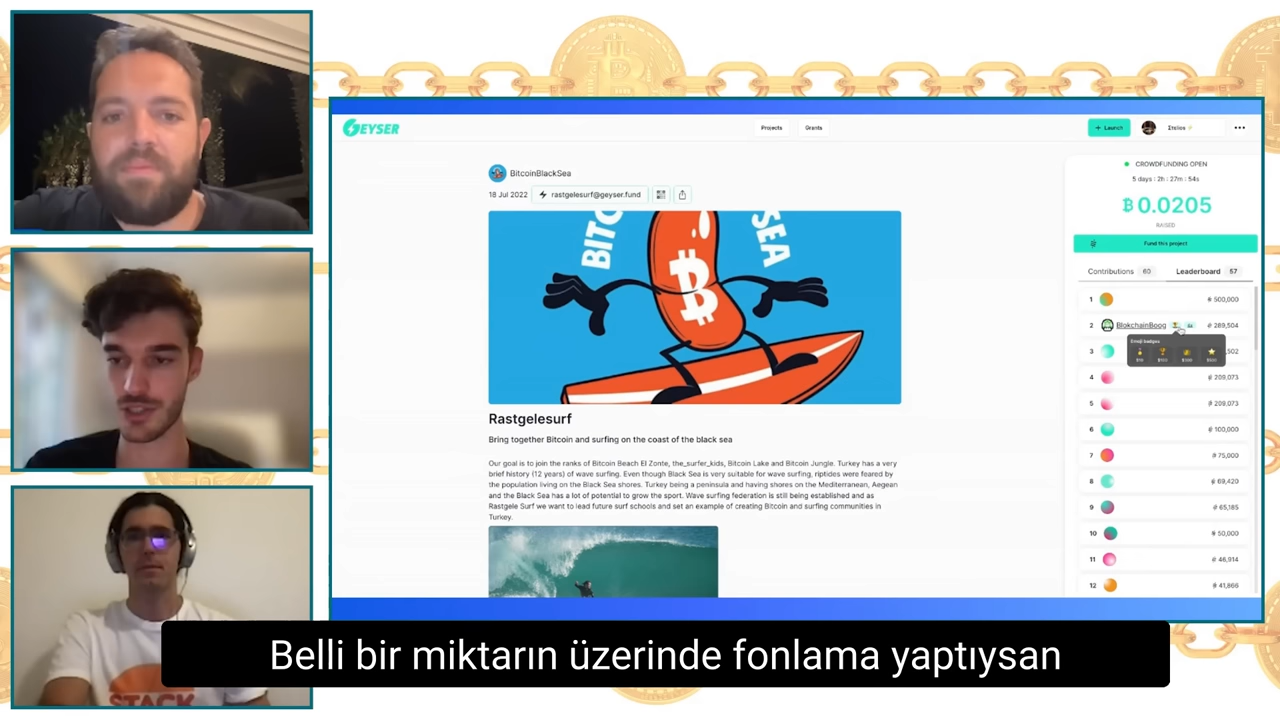 GEYSER
Projects
Grants
+ Launch
Σtelios ⚡
BitcoinBlackSea
18 Jul 2022
rastgelesurf@geyser.fund
BITC
SEA
Rastgelesurf
Bring together Bitcoin and surfing on the coast of the black sea
Our goal is to join the ranks of Bitcoin Beach El Zonte, the_surfer_kids, Bitcoin Lake and Bitcoin Jungle. Turkey has a very
brief history (12 years) of wave surfing. Even though Black Sea is very suitable for wave surfing, riptides were feared by
the population living on the Black Sea shores. Turkey being a peninsula and having shores on the Mediterranean, Aegean
and the Black Sea has a lot of potential to grow the sport. Wave surfing federation is still being established and as
Rastgele Surf we want to lead future surf schools and set an example of creating Bitcoin and surfing communities in
Turkey.
CROWDFUNDING OPEN
5 days : 2h : 27m : 54s
₿ 0.0205
RAISED
Fund this project
Contributions 60
Leaderboard 57
1 500,000
2 BlokchainBoog 289,504
Emoji badges
3 ,502
4 209,073
5 209,073
6 100,000
7 75,000
8 69,420
9 65,185
10 50,000
11 46,914
12 41,866
STACK
Belli bir miktarın üzerinde fonlama yaptıysan